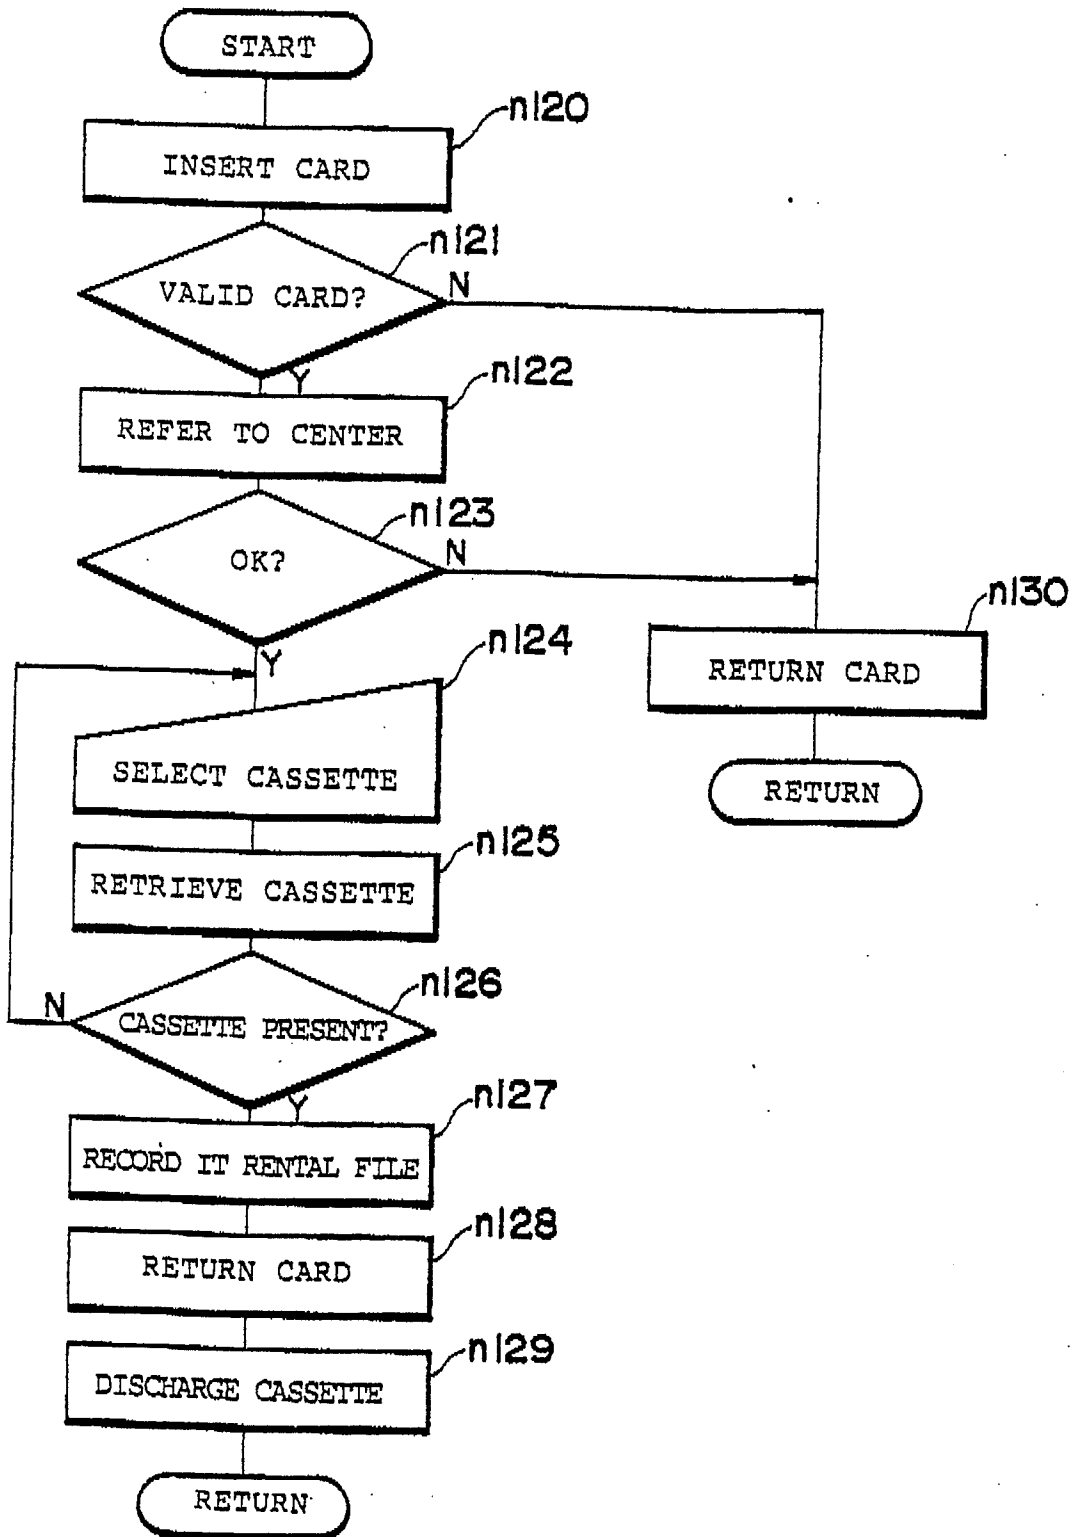 START
n120
INSERT CARD
n121
VALID CARD?
N
Y
n122
REFER TO CENTER
n123
OK?
N
n130
RETURN CARD
RETURN
Y
n124
SELECT CASSETTE
n125
RETRIEVE CASSETTE
n126
N
CASSETTE PRESENT?
Y
n127
RECORD IT RENTAL FILE
n128
RETURN CARD
n129
DISCHARGE CASSETTE
RETURN